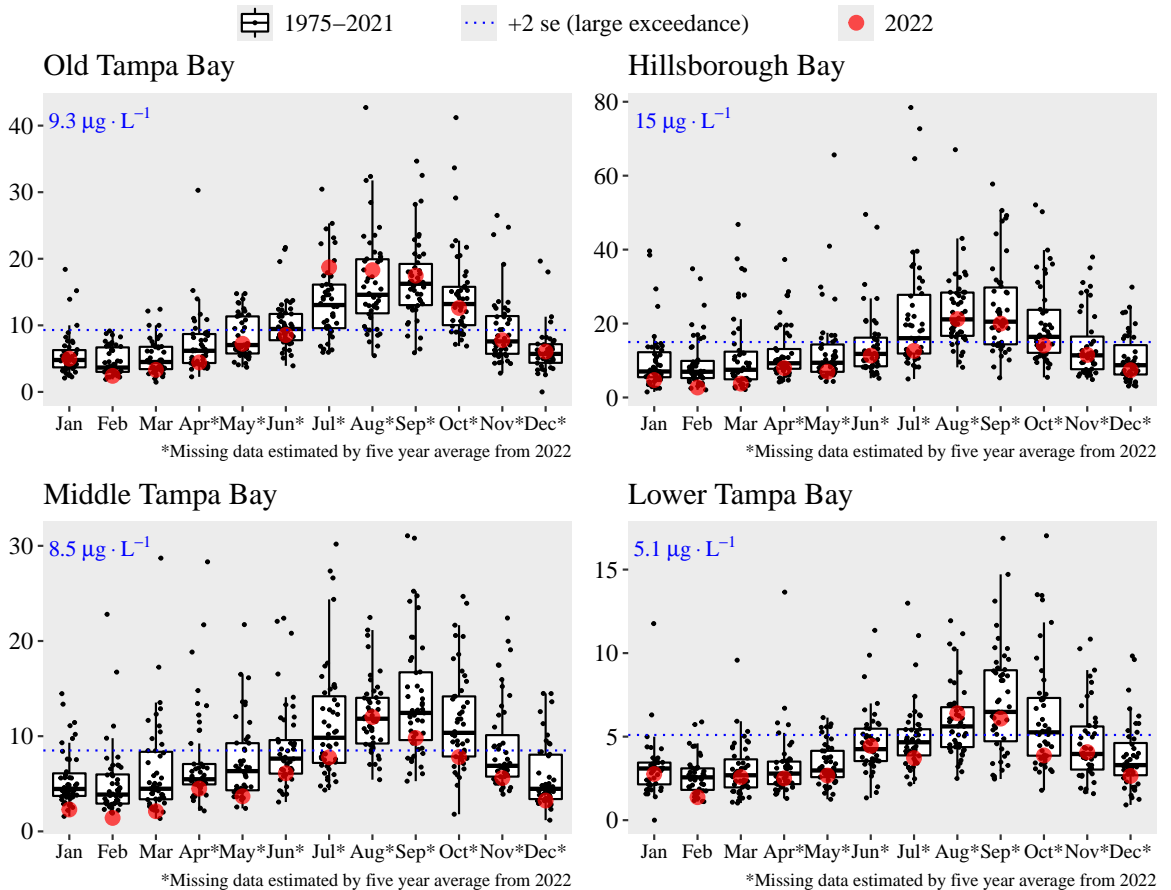 1975–2021 +2 se (large exceedance) 2022
Old Tampa Bay
9.3 µg · L⁻¹
40
30
20
10
0
Jan Feb Mar Apr* May* Jun* Jul* Aug* Sep* Oct* Nov* Dec*
*Missing data estimated by five year average from 2022
Hillsborough Bay
15 µg · L⁻¹
80
60
40
20
0
Jan Feb Mar Apr* May* Jun* Jul* Aug* Sep* Oct* Nov* Dec*
*Missing data estimated by five year average from 2022
Middle Tampa Bay
8.5 µg · L⁻¹
30
20
10
0
Jan Feb Mar Apr* May* Jun* Jul* Aug* Sep* Oct* Nov* Dec*
*Missing data estimated by five year average from 2022
Lower Tampa Bay
5.1 µg · L⁻¹
15
10
5
0
Jan Feb Mar Apr* May* Jun* Jul* Aug* Sep* Oct* Nov* Dec*
*Missing data estimated by five year average from 2022